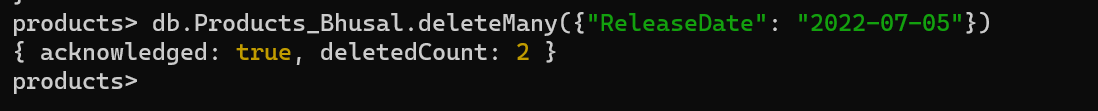 products> db.Products_Bhusal.deleteMany({"ReleaseDate": "2022-07-05"})
{ acknowledged: true, deletedCount: 2 }
products>